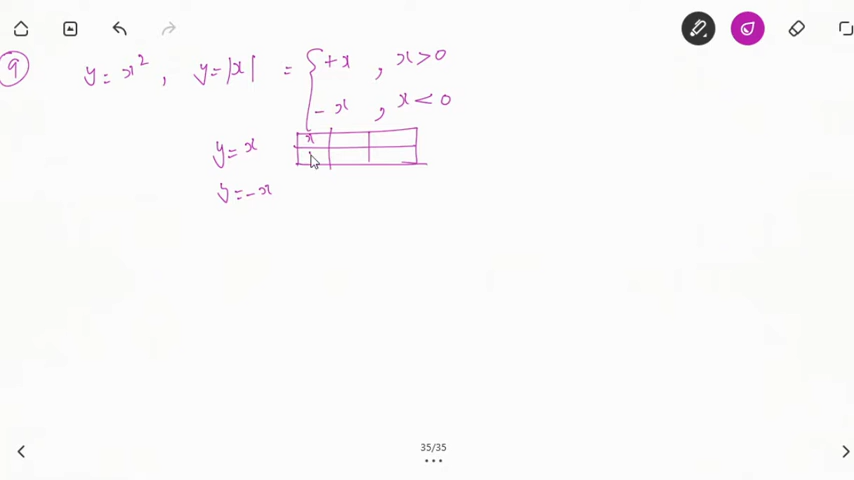 ⑨ y = x², y = |x| = { +x , x > 0
- x , x < 0
y = x
x
y = -x
35/35